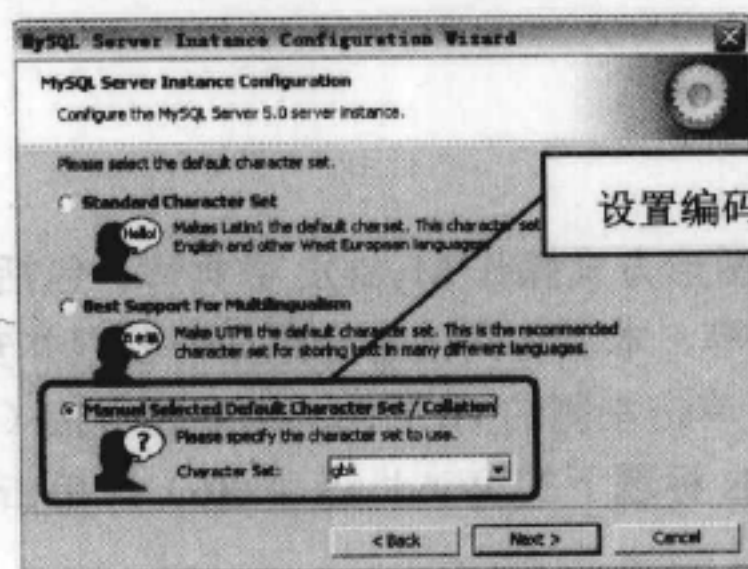 MySQL Server Instance Configuration Wizard
MySQL Server Instance Configuration
Configure the MySQL Server 5.0 server instance.
Please select the default character set.
Standard Character Set
Hello!
Makes Latin1 the default charset. This character set
English and other West European languages.
设置编码
Best Support For Multilingualism
Make UTF8 the default character set. This is the recommended
character set for storing text in many different languages.
Manual Selected Default Character Set / Collation
?
Please specify the character set to use.
Character Set:
gbk
< Back
Next >
Cancel